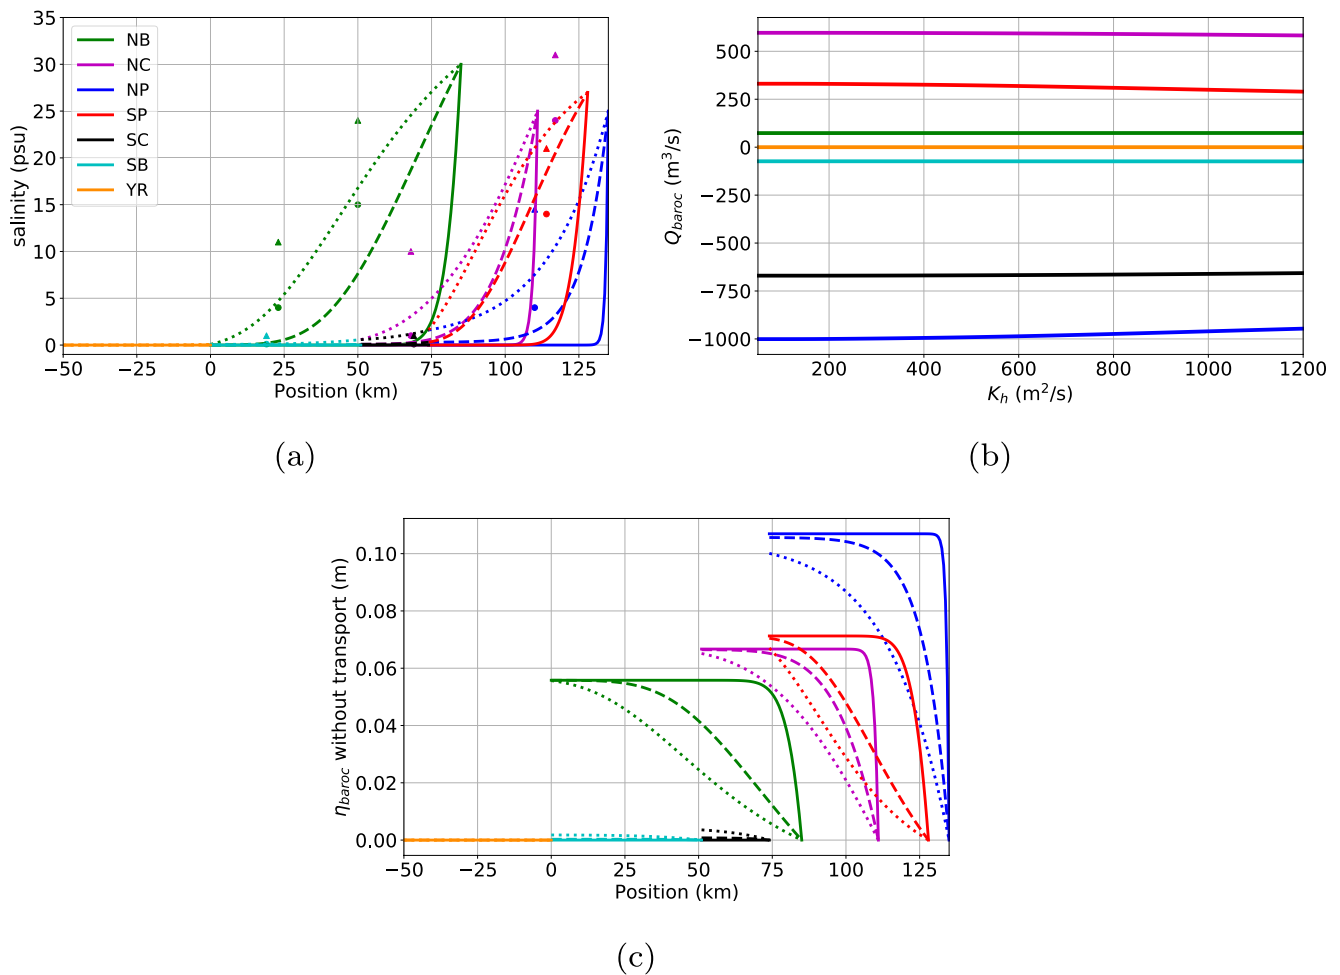 35
30
25
20
15
10
5
0
salinity (psu)
NB
NC
NP
SP
SC
SB
YR
−50 −25 0 25 50 75 100 125
Position (km)
(a)
500
250
0
−250
−500
−750
−1000
Q_baroc (m³/s)
200 400 600 800 1000 1200
K_h (m²/s)
(b)
0.10
0.08
0.06
0.04
0.02
0.00
η_baroc without transport (m)
−50 −25 0 25 50 75 100 125
Position (km)
(c)